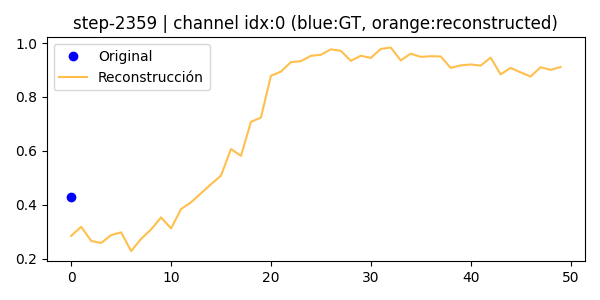 step-2359 | channel idx:0 (blue:GT, orange:reconstructed)
Original
Reconstrucción
1.0
0.8
0.6
0.4
0.2
0 10 20 30 40 50